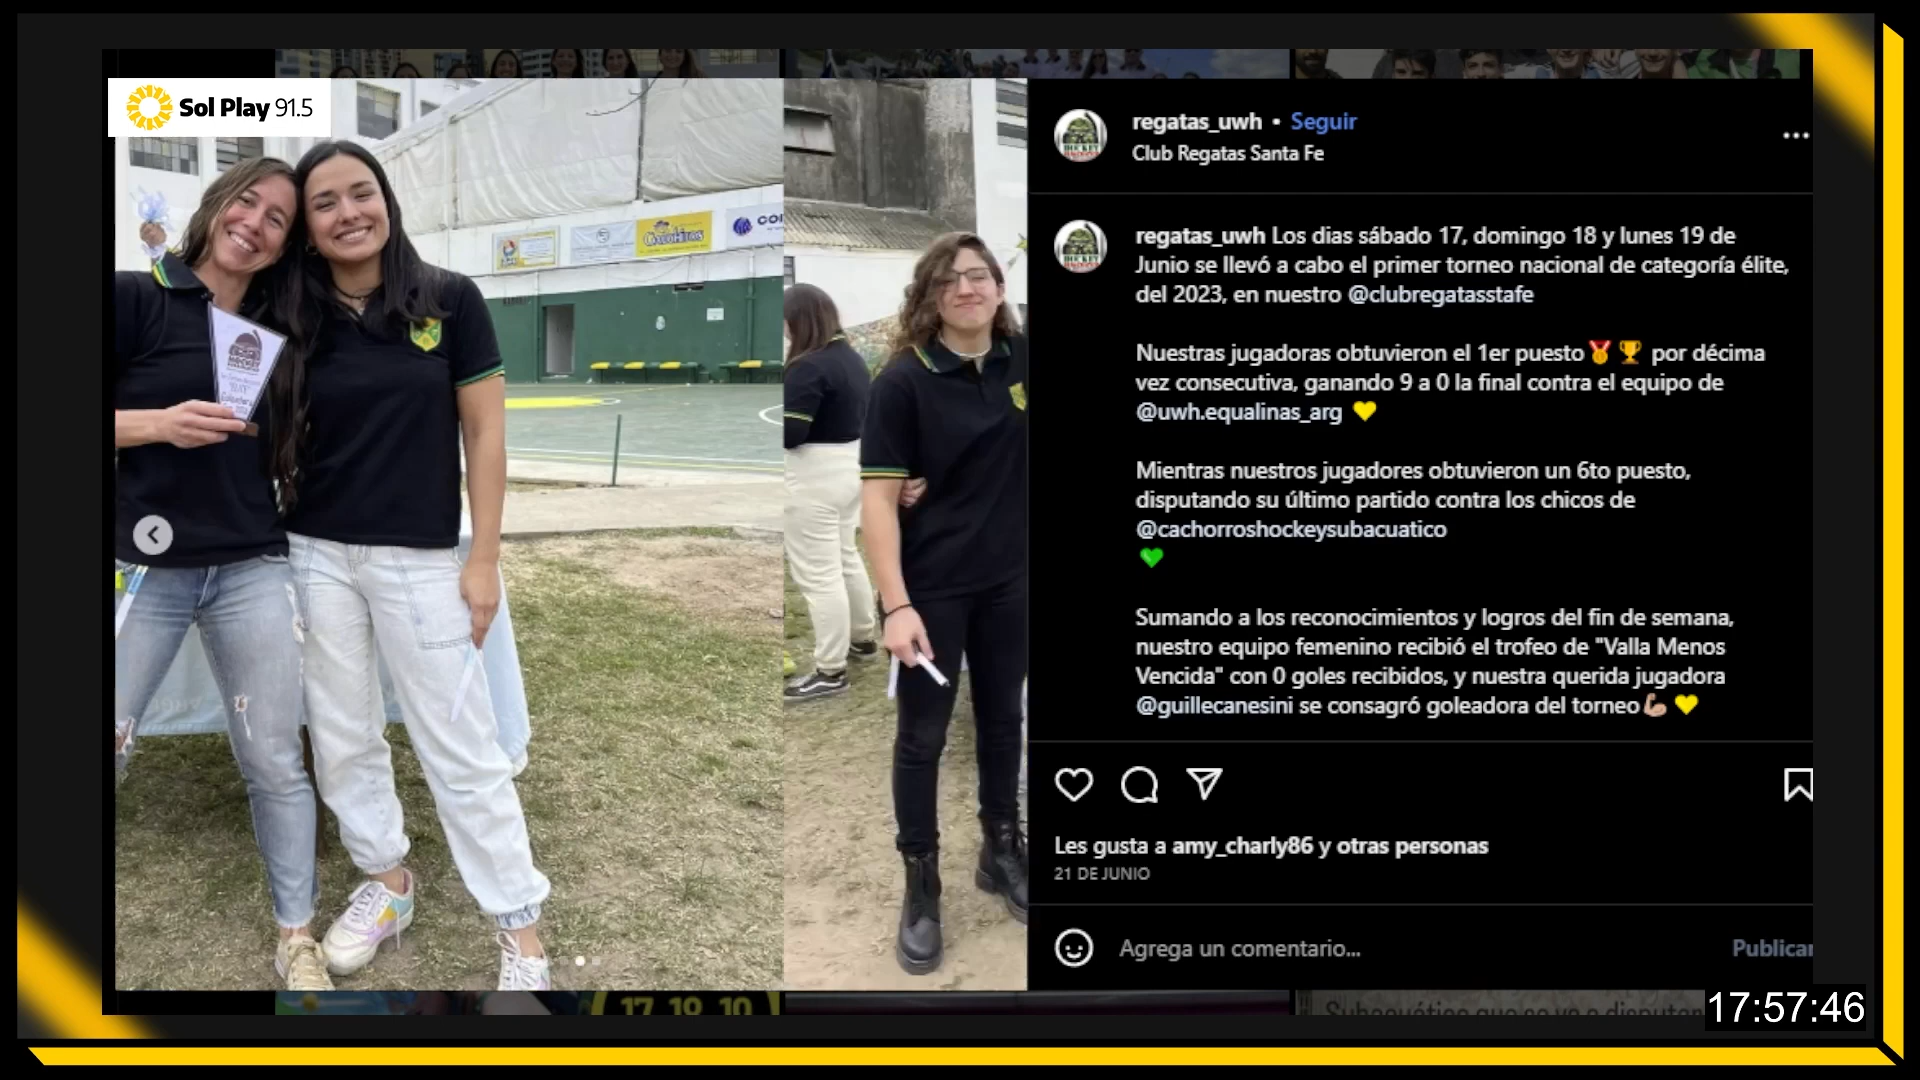 Sol Play 91.5
COR
regatas_uwh • Seguir
Club Regatas Santa Fe
regatas_uwh Los dias sábado 17, domingo 18 y lunes 19 de
Junio se llevó a cabo el primer torneo nacional de categoría élite,
del 2023, en nuestro @clubregatasstafe
Nuestras jugadoras obtuvieron el 1er puesto🏅🏆 por décima
vez consecutiva, ganando 9 a 0 la final contra el equipo de
@uwh.equalinas_arg 💛
Mientras nuestros jugadores obtuvieron un 6to puesto,
disputando su último partido contra los chicos de
@cachorroshockeysubacuatico
💚
Sumando a los reconocimientos y logros del fin de semana,
nuestro equipo femenino recibió el trofeo de "Valla Menos
Vencida" con 0 goles recibidos, y nuestra querida jugadora
@guillecanesini se consagró goleadora del torneo💪🏼 💛
Les gusta a amy_charly86 y otras personas
21 DE JUNIO
Agrega un comentario...
Publicar
17, 18, 19
17:57:46